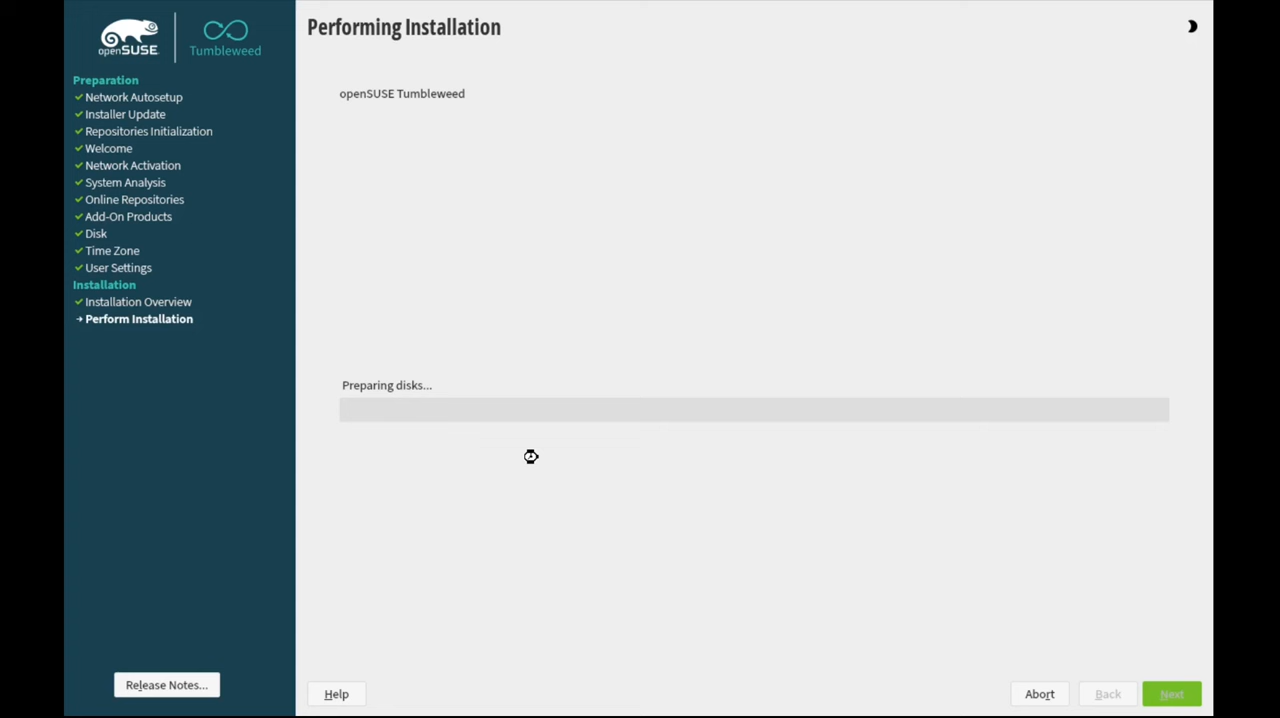 openSUSE
Tumbleweed
Preparation
Network Autosetup
Installer Update
Repositories Initialization
Welcome
Network Activation
System Analysis
Online Repositories
Add-On Products
Disk
Time Zone
User Settings
Installation
Installation Overview
Perform Installation
Release Notes...
Performing Installation
openSUSE Tumbleweed
Preparing disks...
Help
Abort
Back
Next